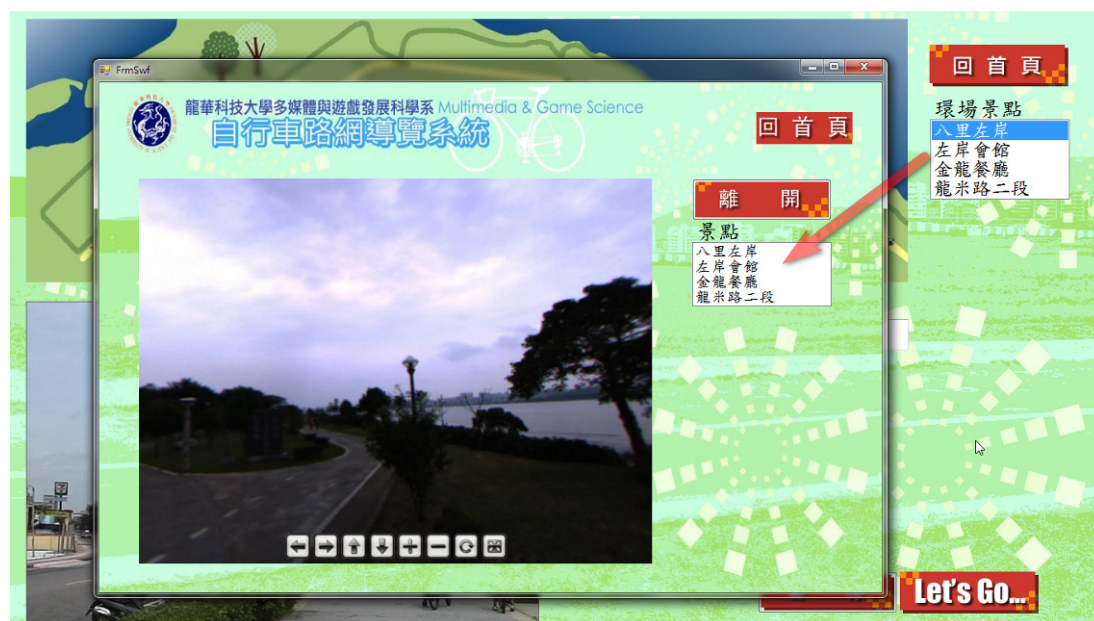 FrmSwf
龍華科技大學多媒體與遊戲發展科學系 Multimedia & Game Science
自行車路網導覽系統
回首頁
離開
景點
八里左岸
左岸會館
金龍餐廳
龍米路二段
回首頁
環場景點
八里左岸
左岸會館
金龍餐廳
龍米路二段
Let's Go...